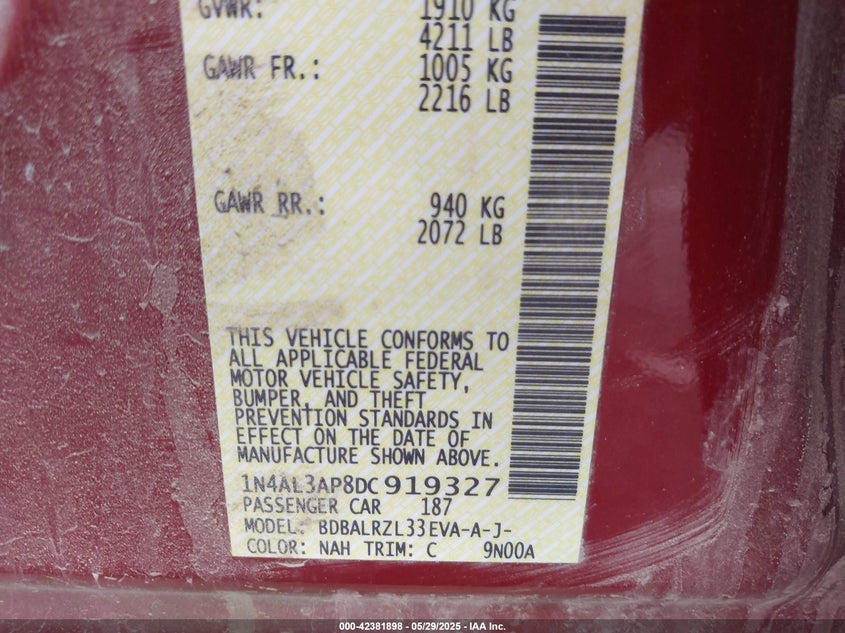 GVWR: 1910 KG
4211 LB
GAWR FR.: 1005 KG
2216 LB
GAWR RR.: 940 KG
2072 LB
THIS VEHICLE CONFORMS TO
ALL APPLICABLE FEDERAL
MOTOR VEHICLE SAFETY,
BUMPER, AND THEFT
PREVENTION STANDARDS IN
EFFECT ON THE DATE OF
MANUFACTURE SHOWN ABOVE.
1N4AL3AP8DC919327
PASSENGER CAR 187
MODEL: BDBALRZL33EVA-A-J-
COLOR: NAH TRIM: C 9N00A
000-42381898 - 05/29/2025 - IAA Inc.